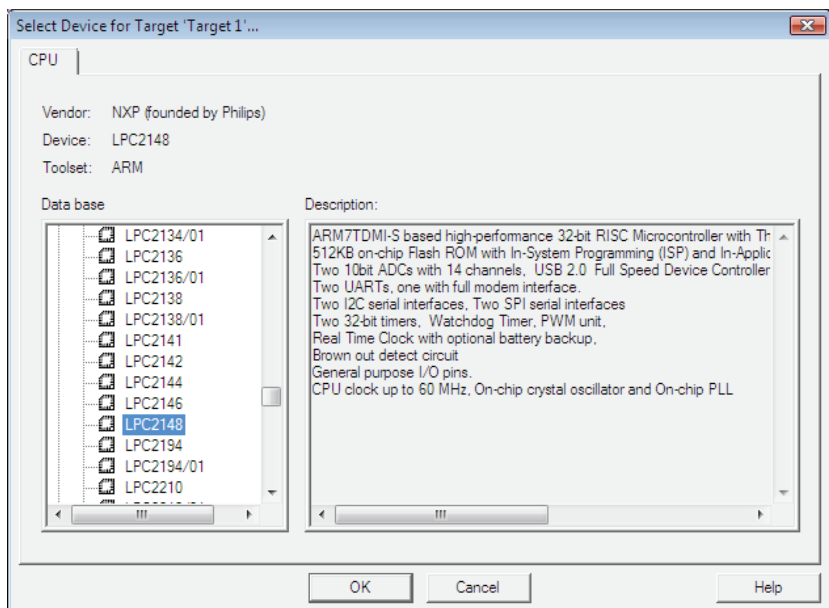 Select Device for Target 'Target 1'...
CPU
Vendor: NXP (founded by Philips)
Device: LPC2148
Toolset: ARM
Data base
LPC2134/01
LPC2136
LPC2136/01
LPC2138
LPC2138/01
LPC2141
LPC2142
LPC2144
LPC2146
LPC2148
LPC2194
LPC2194/01
LPC2210
Description:
ARM7TDMI-S based high-performance 32-bit RISC Microcontroller with Th
512KB on-chip Flash ROM with In-System Programming (ISP) and In-Applic
Two 10bit ADCs with 14 channels, USB 2.0 Full Speed Device Controller
Two UARTs, one with full modem interface.
Two I2C serial interfaces, Two SPI serial interfaces
Two 32-bit timers, Watchdog Timer, PWM unit,
Real Time Clock with optional battery backup,
Brown out detect circuit
General purpose I/O pins.
CPU clock up to 60 MHz, On-chip crystal oscillator and On-chip PLL
OK Cancel Help